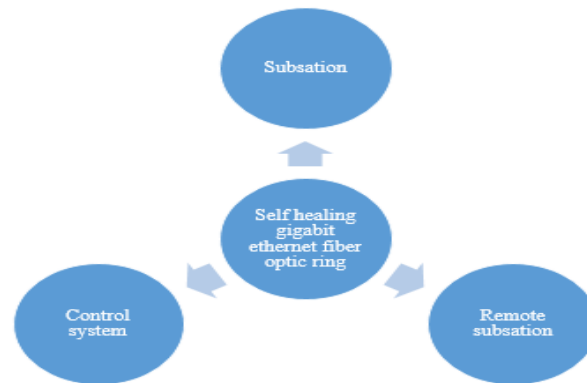 Subsation
Self healing
gigabit
ethernet fiber
optic ring
Control
system
Remote
subsation